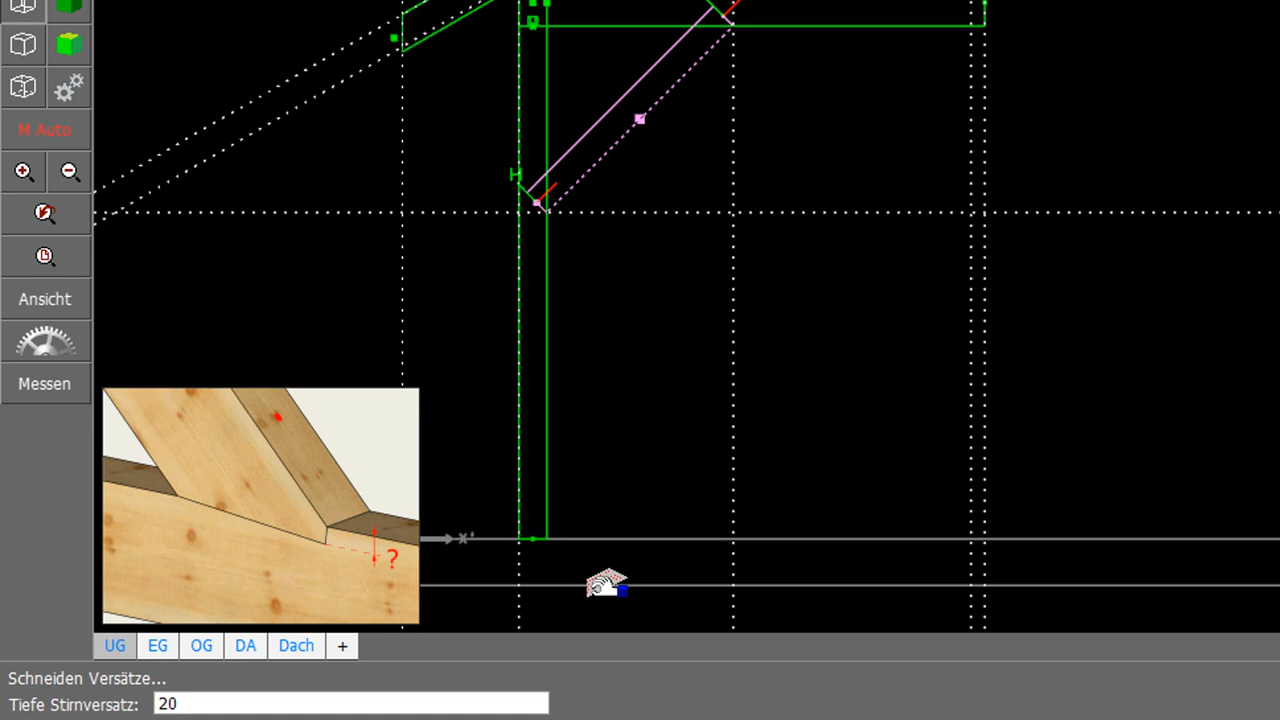 M Auto
H
Ansicht
Messen
?
x'
UG EG OG DA Dach +
Schneiden Versätze...
Tiefe Stirnversatz: 20